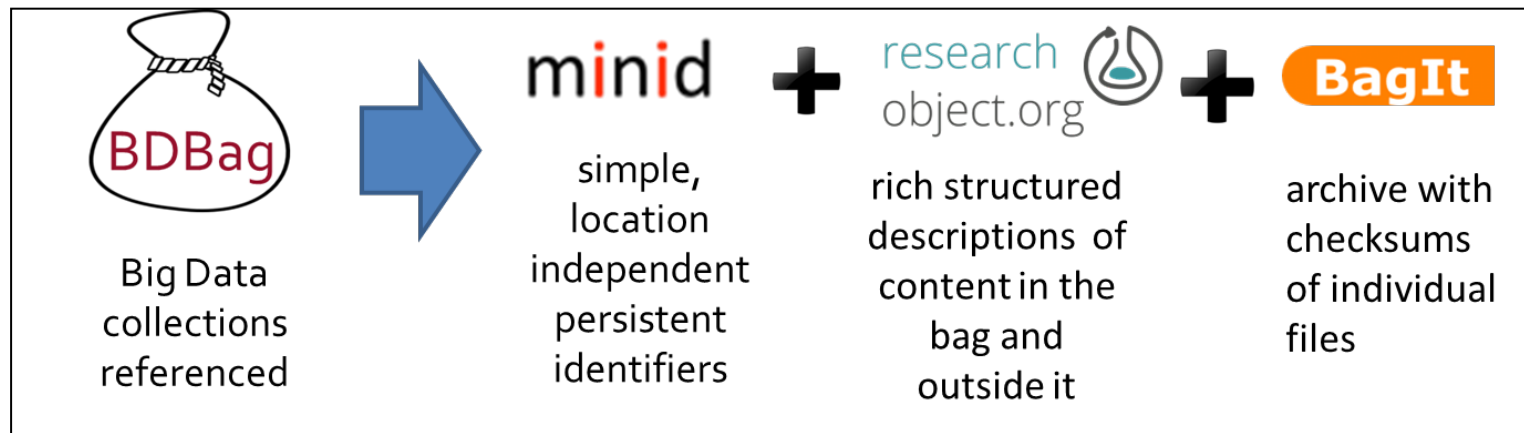 BDBag
Big Data
collections
referenced
minid
simple,
location
independent
persistent
identifiers
research
object.org
rich structured
descriptions of
content in the
bag and
outside it
BagIt
archive with
checksums
of individual
files